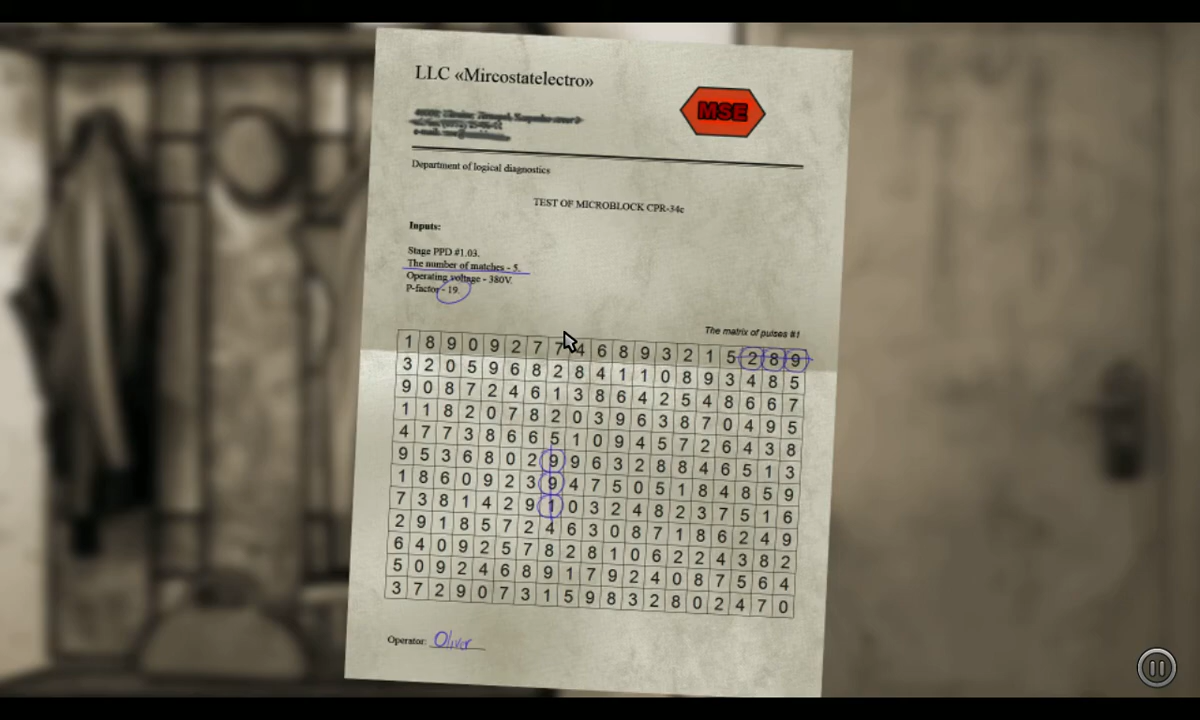 LLC «Mircostatelectro»
MSE
Department of logical diagnostics
TEST OF MICROBLOCK CPR-34c
Inputs:
Stage PPD #1.03.
The number of matches - 5.
Operating voltage - 380V.
P-factor - 19.
The matrix of pulses #1
1 8 9 0 9 2 7 7 4 6 8 9 3 2 1 5 2 8 9
3 2 0 5 9 6 8 2 8 4 1 1 0 8 9 3 4 8 5
9 0 8 7 2 4 6 1 3 8 6 4 2 5 4 8 6 6 7
1 1 8 2 0 7 8 2 0 3 9 6 3 8 7 0 4 9 5
4 7 7 3 8 6 6 5 1 0 9 4 5 7 2 6 4 3 8
9 5 3 6 8 0 2 9 9 6 3 2 8 8 4 6 5 1 3
1 8 6 0 9 2 3 9 4 7 5 0 5 1 8 4 8 5 9
7 3 8 1 4 2 9 1 0 3 2 4 8 2 3 7 5 1 6
2 9 1 8 5 7 2 4 6 3 0 8 7 1 8 6 2 4 9
6 4 0 9 2 5 7 8 2 8 1 0 6 2 2 4 3 8 2
5 0 9 2 4 6 8 9 1 7 9 2 4 0 8 7 5 6 4
3 7 2 9 0 7 3 1 5 9 8 3 2 8 0 2 4 7 0
Operator: Oliver